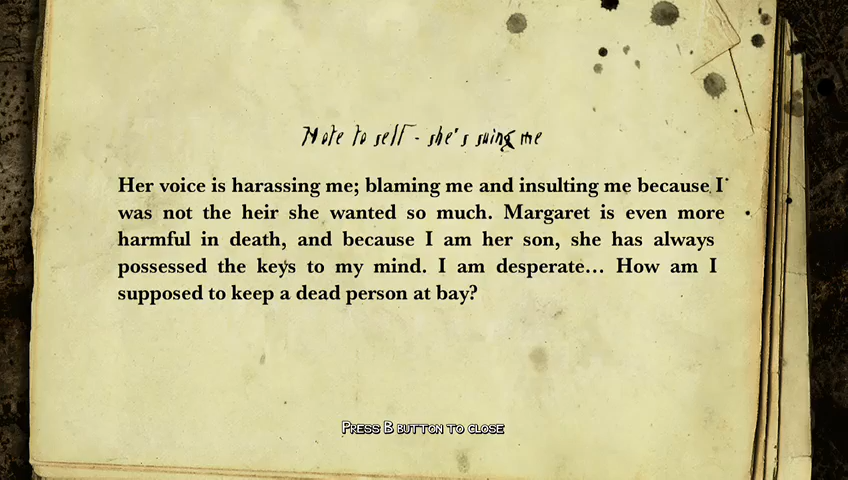 Note to self - she's suing me
Her voice is harassing me; blaming me and insulting me because I
was not the heir she wanted so much. Margaret is even more
harmful in death, and because I am her son, she has always
possessed the keys to my mind. I am desperate... How am I
supposed to keep a dead person at bay?
Press B button to close